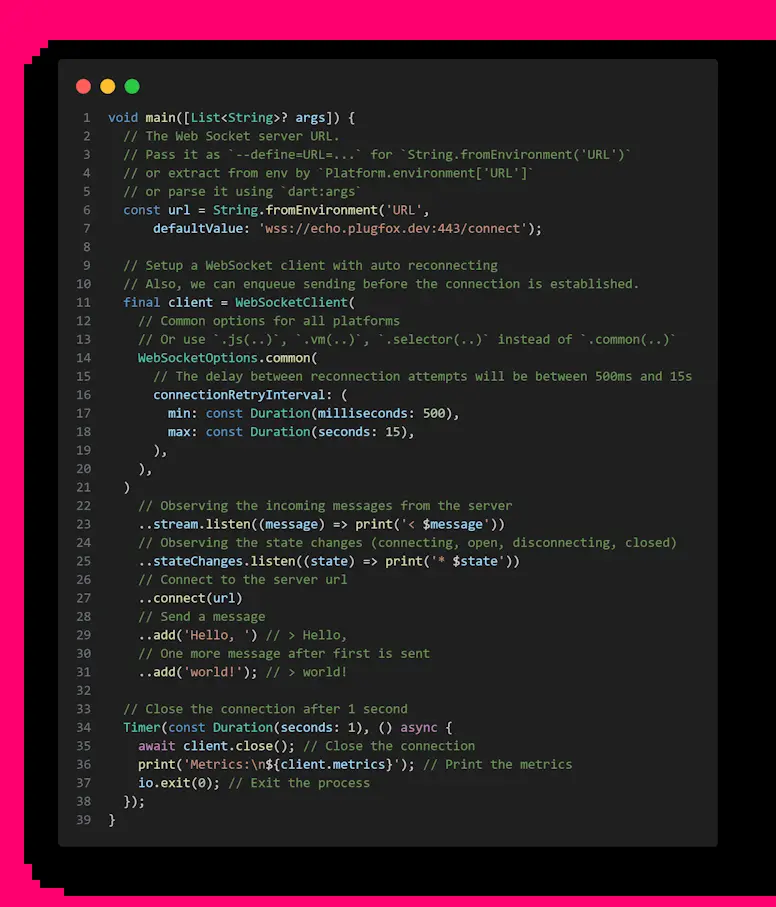 1 void main([List<String>? args]) {
2 // The Web Socket server URL.
3 // Pass it as `--define=URL=...` for `String.fromEnvironment('URL')`
4 // or extract from env by `Platform.environment['URL']`
5 // or parse it using `dart:args`
6 const url = String.fromEnvironment('URL',
7 defaultValue: 'wss://echo.plugfox.dev:443/connect');
8
9 // Setup a WebSocket client with auto reconnecting
10 // Also, we can enqueue sending before the connection is established.
11 final client = WebSocketClient(
12 // Common options for all platforms
13 // Or use `.js(..)`, `.vm(..)`, `.selector(..)` instead of `.common(..)`
14 WebSocketOptions.common(
15 // The delay between reconnection attempts will be between 500ms and 15s
16 connectionRetryInterval: (
17 min: const Duration(milliseconds: 500),
18 max: const Duration(seconds: 15),
19 ),
20 ),
21 )
22 // Observing the incoming messages from the server
23 ..stream.listen((message) => print('< $message'))
24 // Observing the state changes (connecting, open, disconnecting, closed)
25 ..stateChanges.listen((state) => print('* $state'))
26 // Connect to the server url
27 ..connect(url)
28 // Send a message
29 ..add('Hello, ') // > Hello,
30 // One more message after first is sent
31 ..add('world!'); // > world!
32
33 // Close the connection after 1 second
34 Timer(const Duration(seconds: 1), () async {
35 await client.close(); // Close the connection
36 print('Metrics:\n${client.metrics}'); // Print the metrics
37 io.exit(0); // Exit the process
38 });
39 }